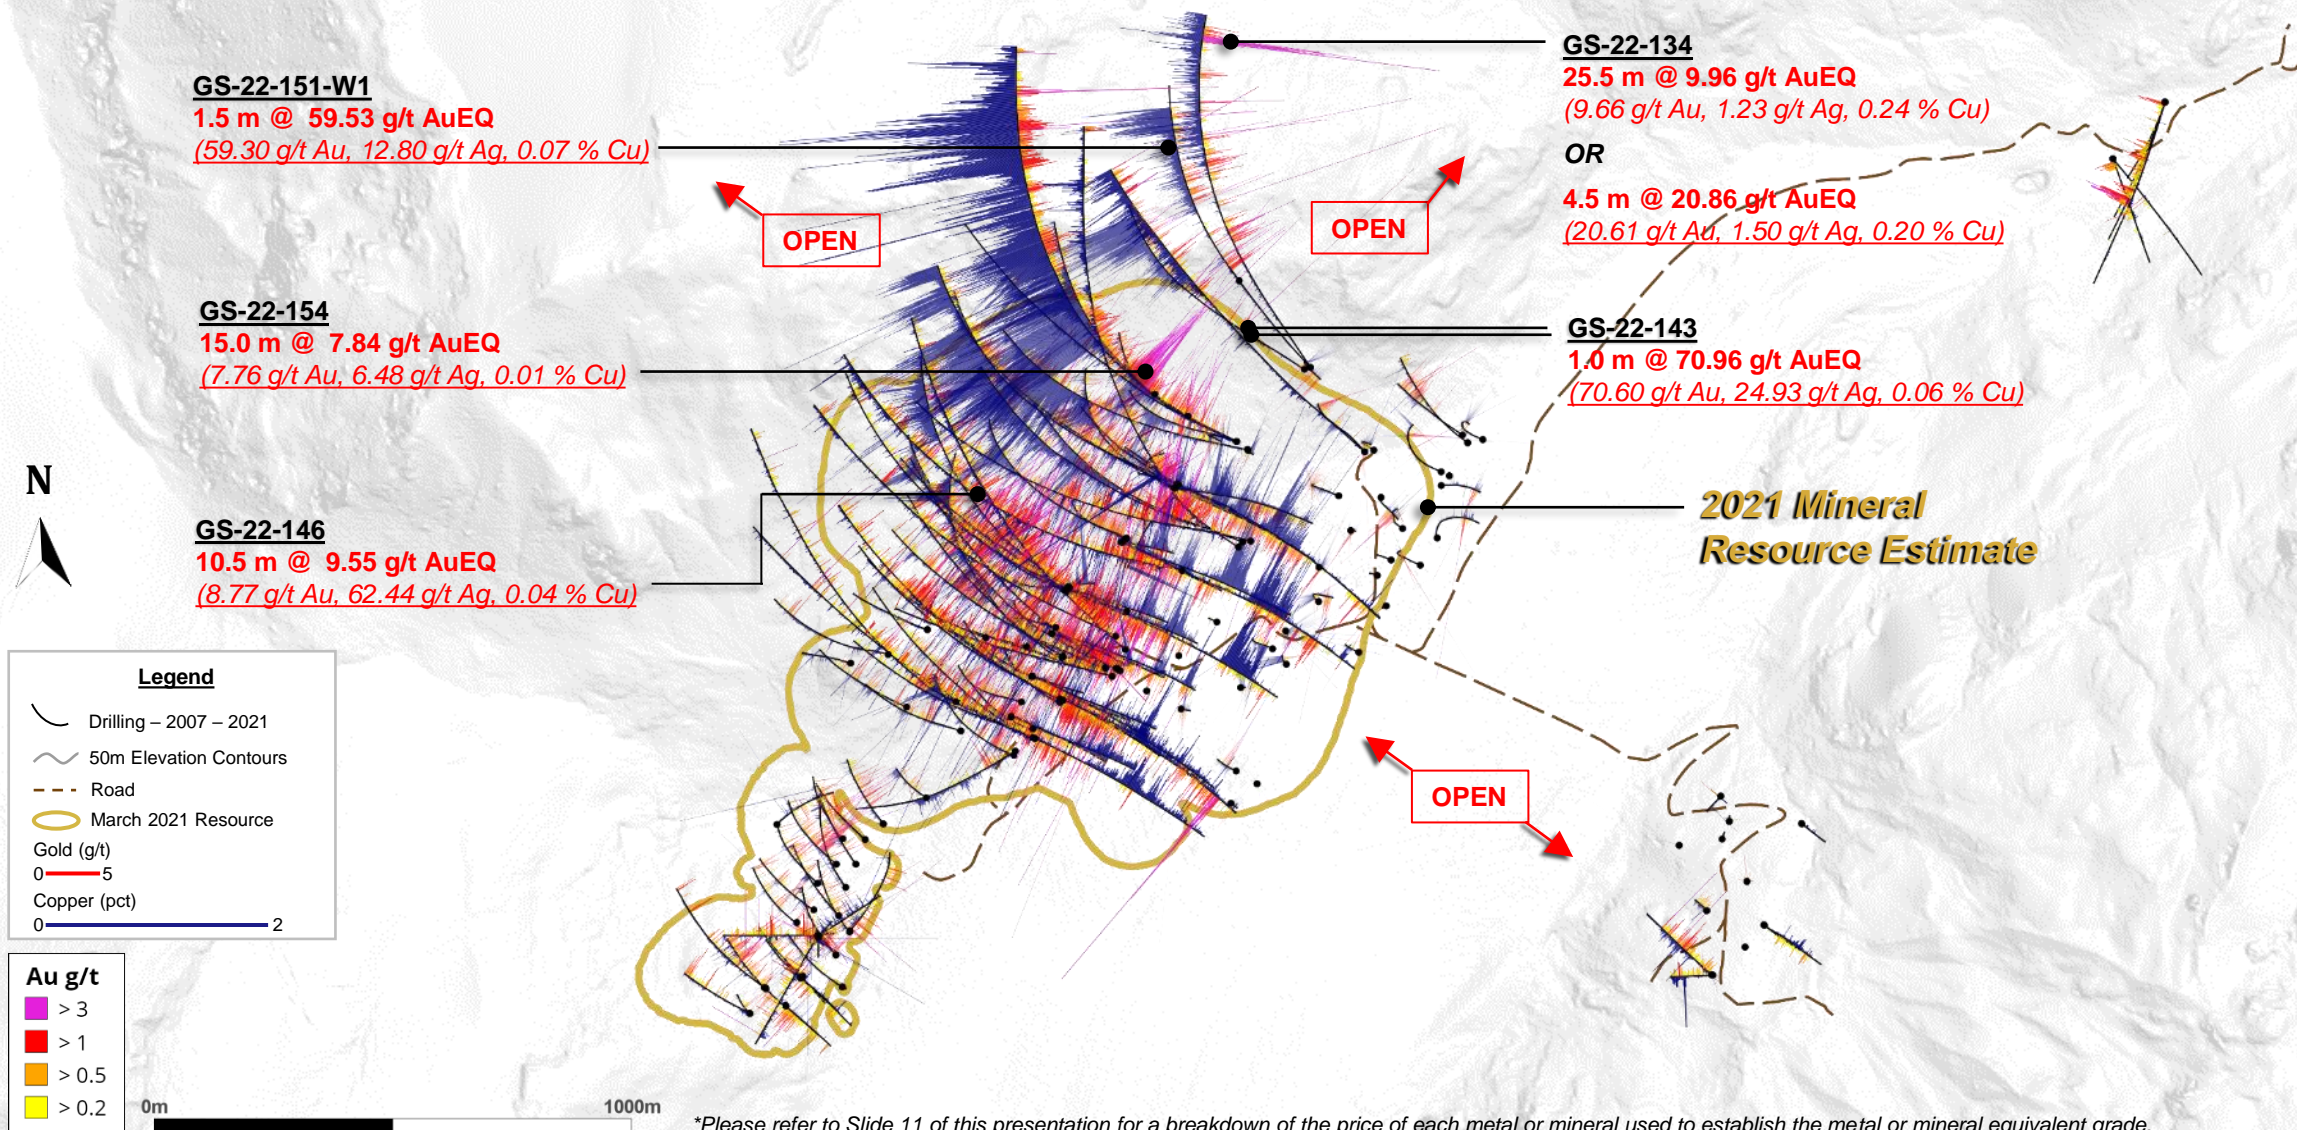 GS-22-151-W1
1.5 m @ 59.53 g/t AuEQ
(59.30 g/t Au, 12.80 g/t Ag, 0.07 % Cu)
GS-22-134
25.5 m @ 9.96 g/t AuEQ
(9.66 g/t Au, 1.23 g/t Ag, 0.24 % Cu)
OR
4.5 m @ 20.86 g/t AuEQ
(20.61 g/t Au, 1.50 g/t Ag, 0.20 % Cu)
OPEN
OPEN
GS-22-154
15.0 m @ 7.84 g/t AuEQ
(7.76 g/t Au, 6.48 g/t Ag, 0.01 % Cu)
GS-22-143
1.0 m @ 70.96 g/t AuEQ
(70.60 g/t Au, 24.93 g/t Ag, 0.06 % Cu)
N
GS-22-146
10.5 m @ 9.55 g/t AuEQ
(8.77 g/t Au, 62.44 g/t Ag, 0.04 % Cu)
2021 Mineral
Resource Estimate
OPEN
Legend
Drilling – 2007 – 2021
50m Elevation Contours
Road
March 2021 Resource
Gold (g/t)
0 5
Copper (pct)
0 2
Au g/t
> 3
> 1
> 0.5
> 0.2
0m 1000m
*Please refer to Slide 11 of this presentation for a breakdown of the price of each metal or mineral used to establish the metal or mineral equivalent grade.